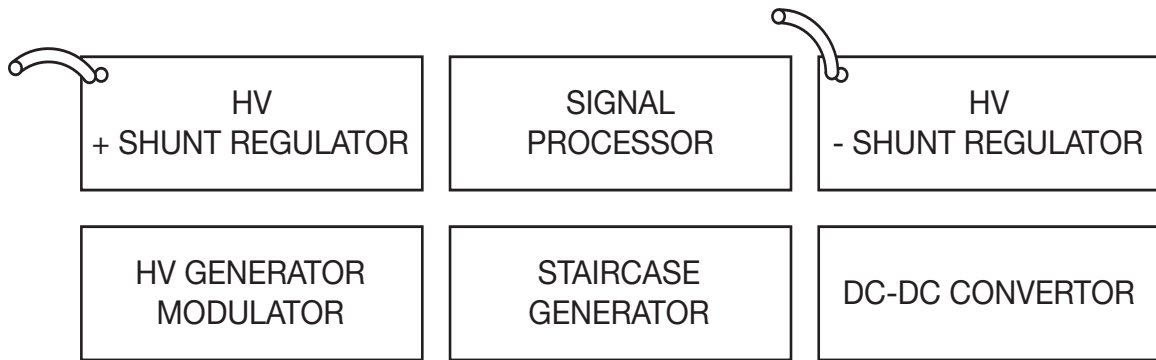 HV
+ SHUNT REGULATOR
SIGNAL
PROCESSOR
HV
- SHUNT REGULATOR
HV GENERATOR
MODULATOR
STAIRCASE
GENERATOR
DC-DC CONVERTOR